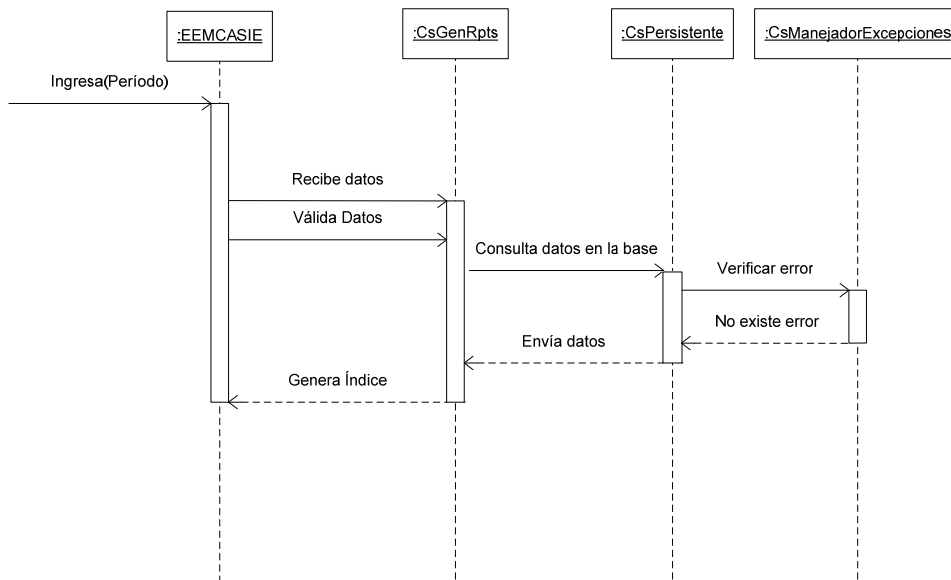 :EEMCASIE
:CsGenRpts
:CsPersistente
:CsManejadorExcepciones
Ingresa(Período)
Recibe datos
Válida Datos
Consulta datos en la base
Verificar error
No existe error
Envía datos
Genera Índice